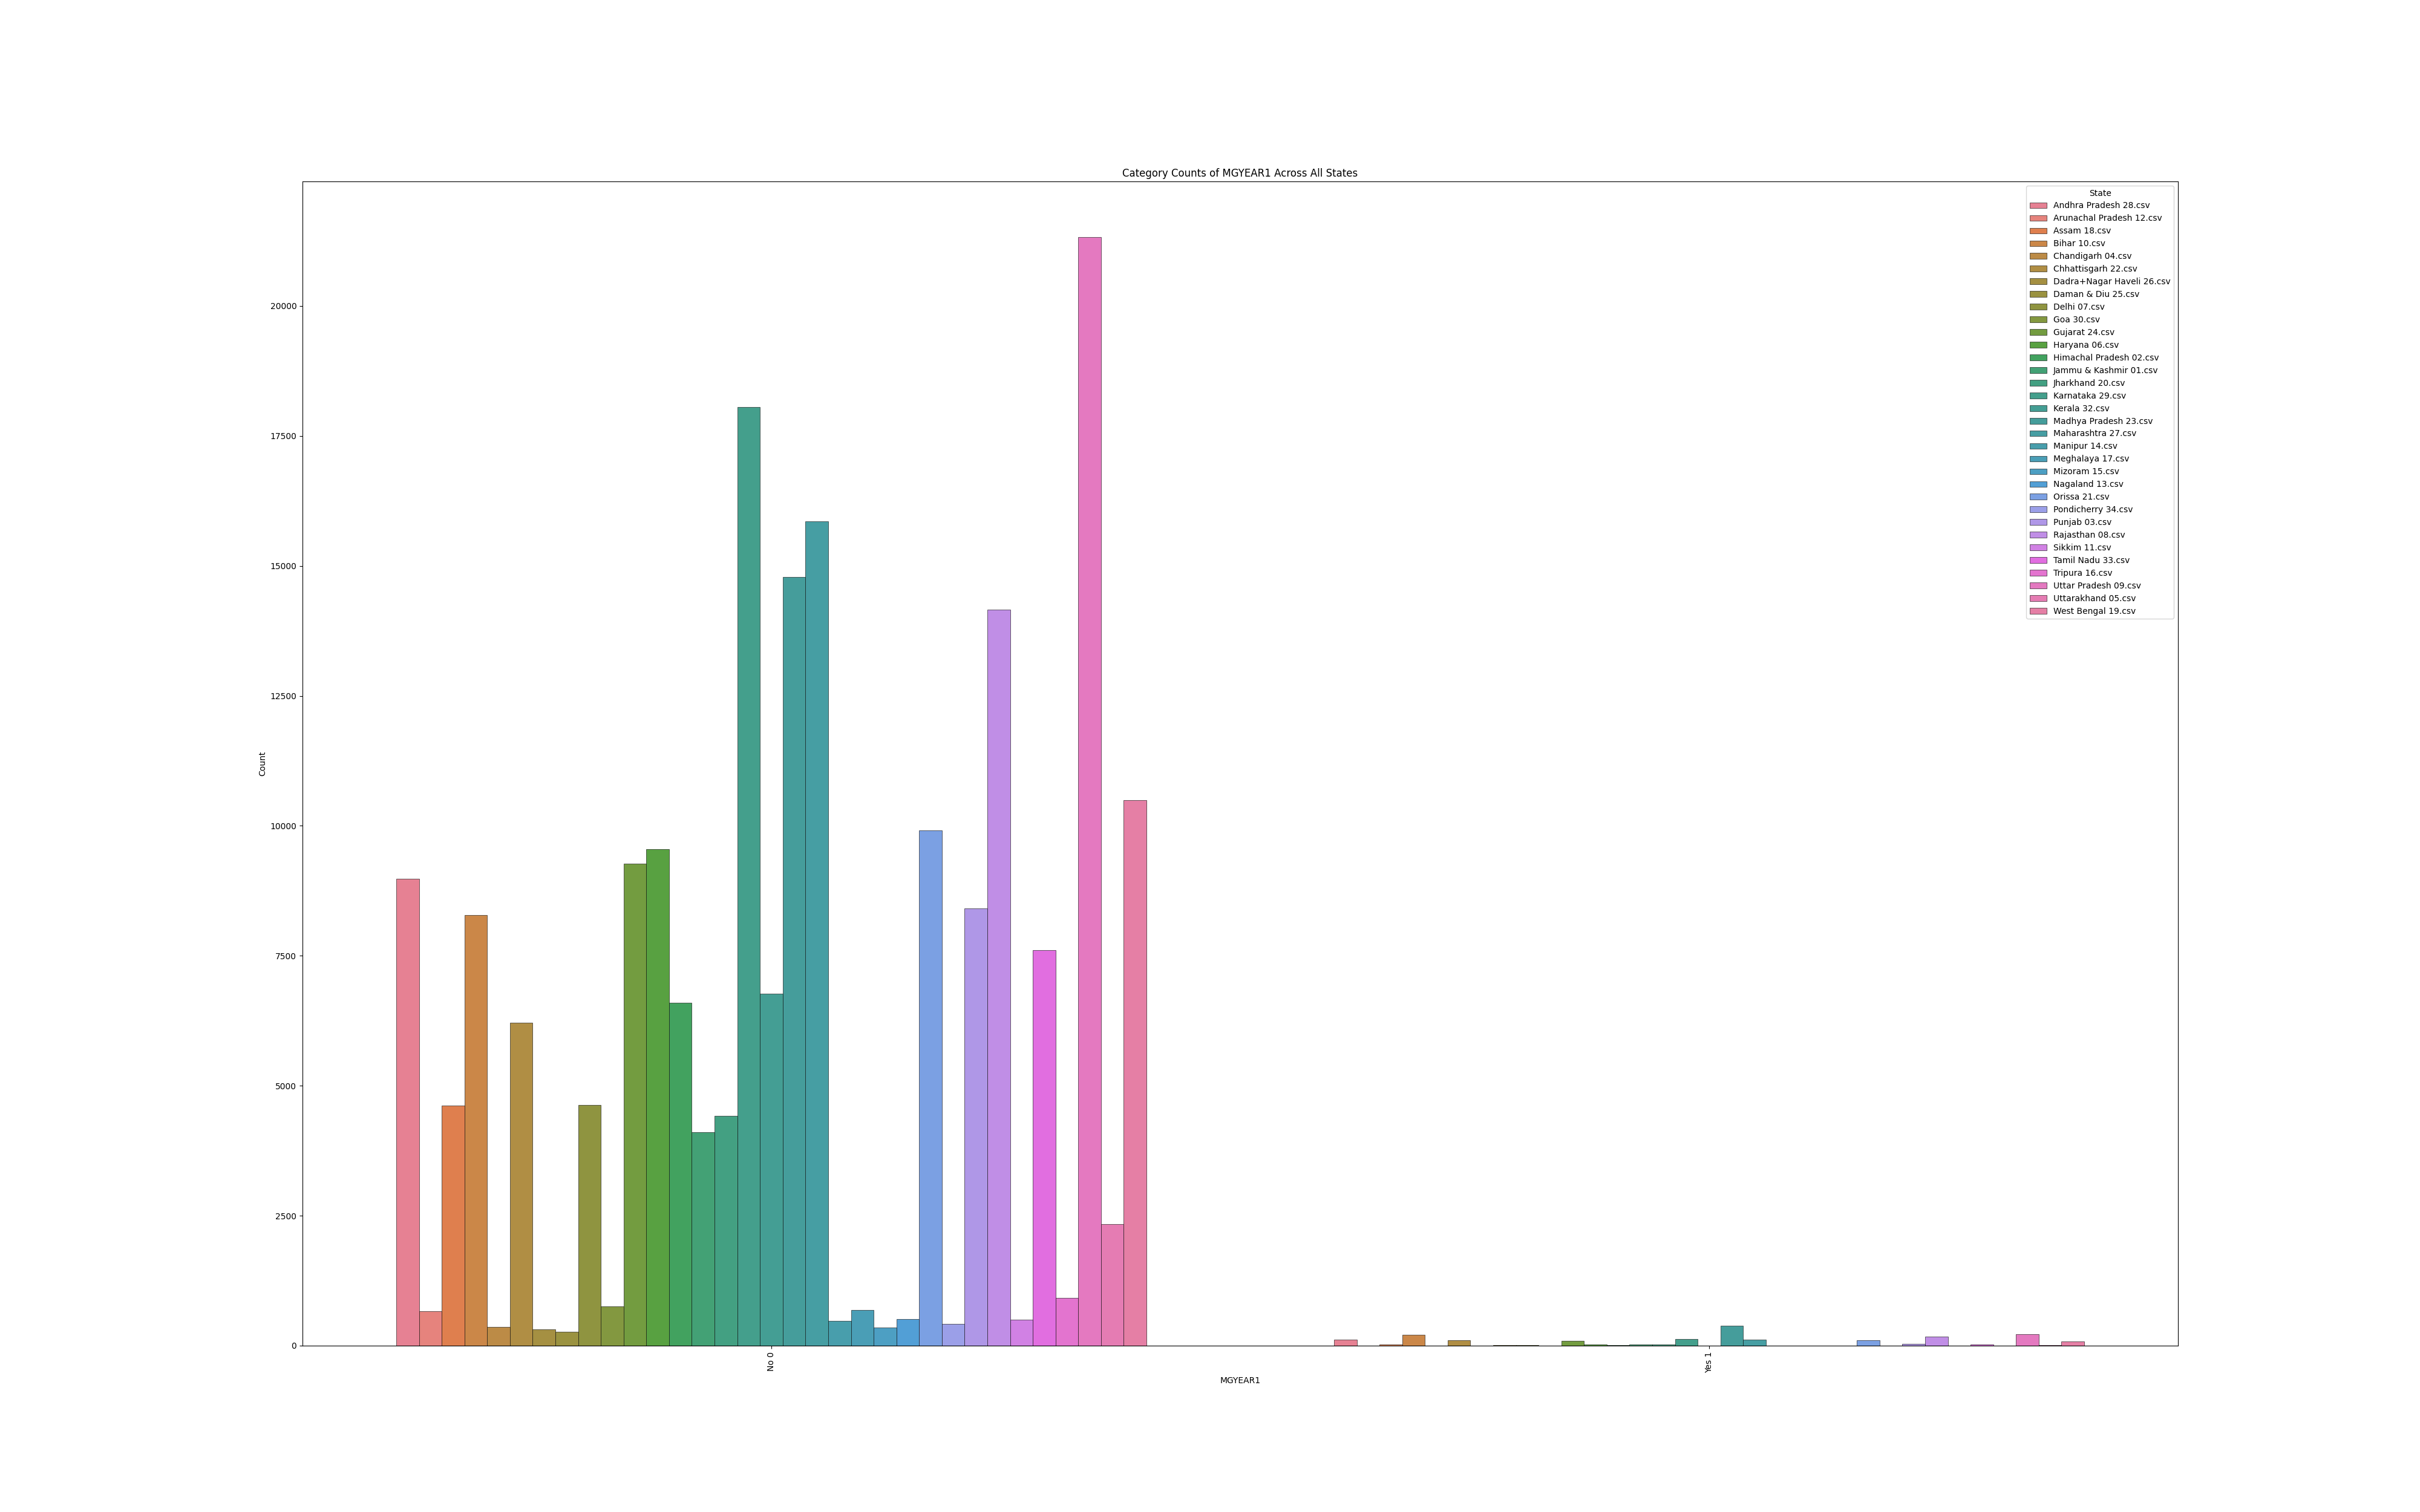 Category Counts of MGYEAR1 Across All States
State
Andhra Pradesh 28.csv
Arunachal Pradesh 12.csv
Assam 18.csv
Bihar 10.csv
Chandigarh 04.csv
Chhattisgarh 22.csv
Dadra+Nagar Haveli 26.csv
Daman & Diu 25.csv
Delhi 07.csv
Goa 30.csv
Gujarat 24.csv
Haryana 06.csv
Himachal Pradesh 02.csv
Jammu & Kashmir 01.csv
Jharkhand 20.csv
Karnataka 29.csv
Kerala 32.csv
Madhya Pradesh 23.csv
Maharashtra 27.csv
Manipur 14.csv
Meghalaya 17.csv
Mizoram 15.csv
Nagaland 13.csv
Orissa 21.csv
Pondicherry 34.csv
Punjab 03.csv
Rajasthan 08.csv
Sikkim 11.csv
Tamil Nadu 33.csv
Tripura 16.csv
Uttar Pradesh 09.csv
Uttarakhand 05.csv
West Bengal 19.csv
20000
17500
15000
12500
10000
7500
5000
2500
0
Count
No 0
Yes 1
MGYEAR1